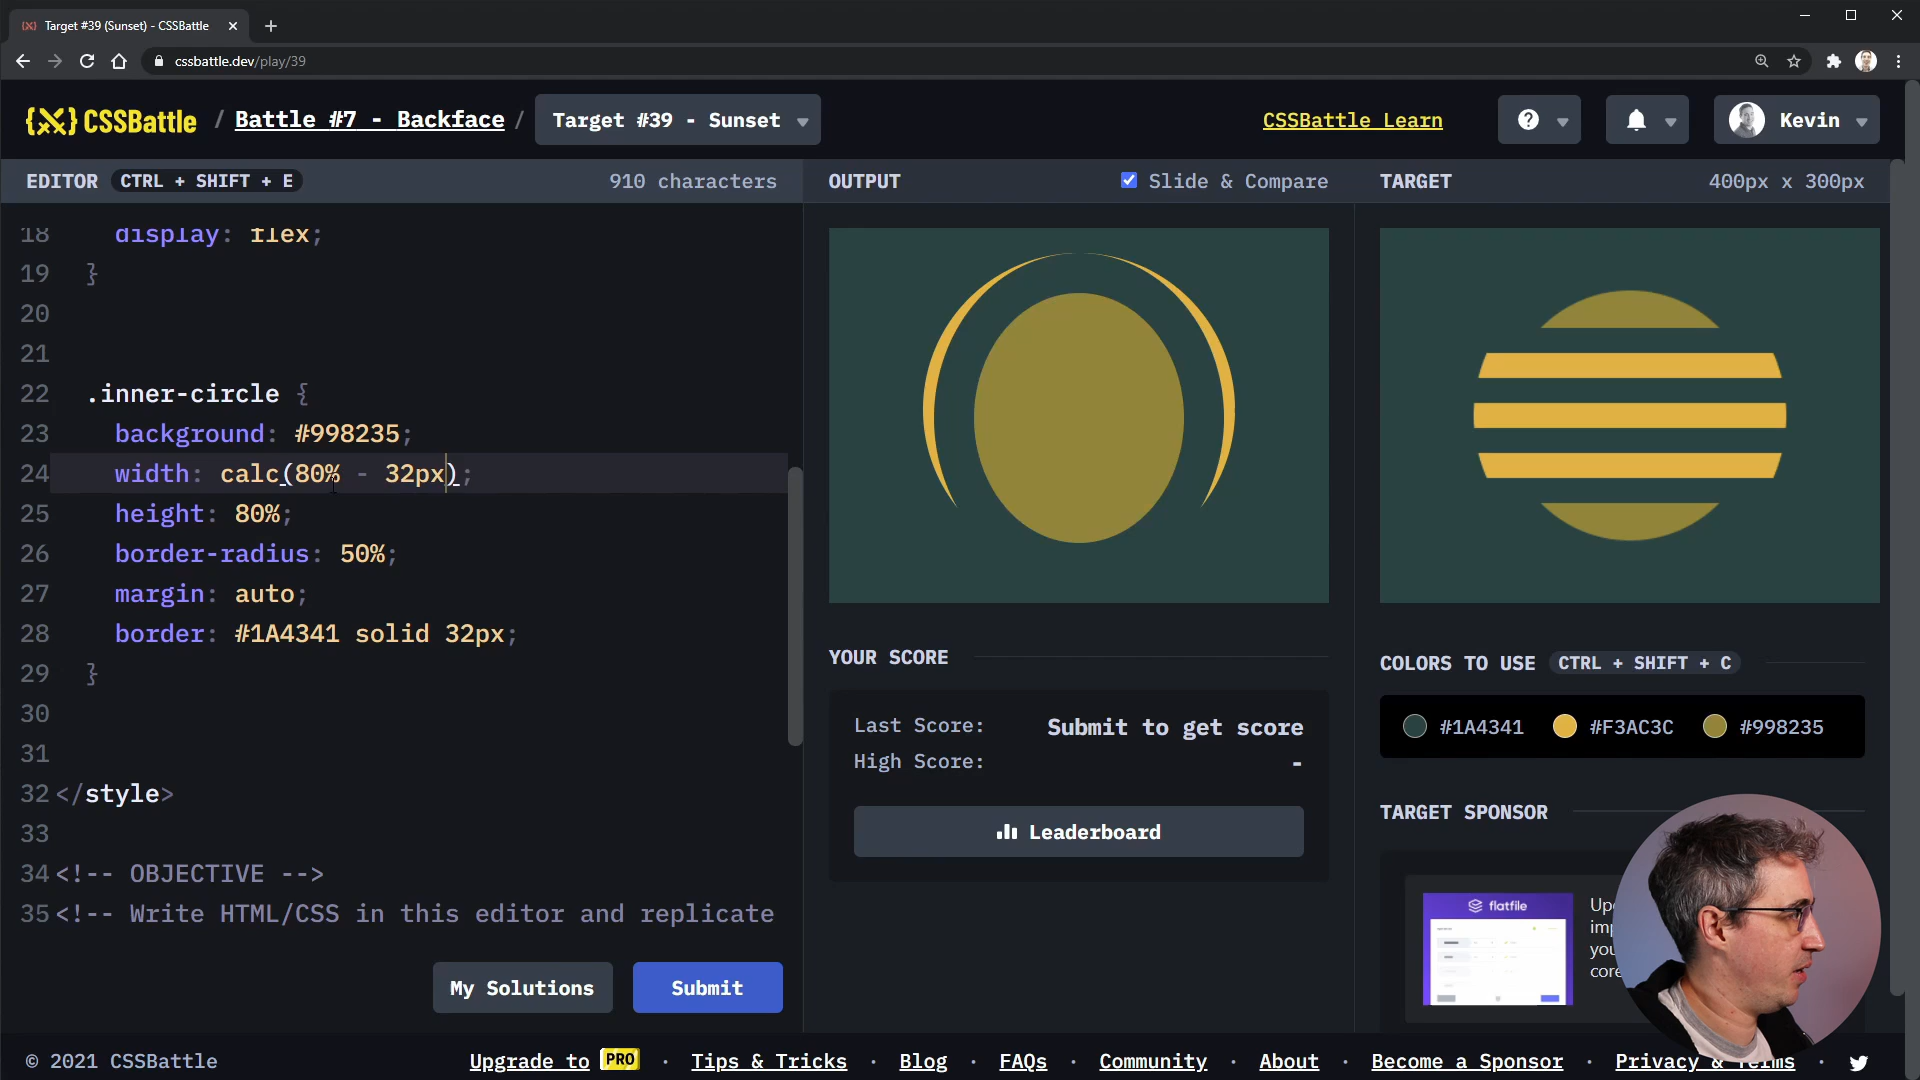 Target #39 (Sunset) - CSSBattle
cssbattle.dev/play/39
CSSBattle / Battle #7 - Backface / Target #39 - Sunset
CSSBattle Learn
Kevin
EDITOR CTRL + SHIFT + E 910 characters
OUTPUT Slide & Compare
TARGET 400px x 300px
18 display: flex;
19 }
20
21
22 .inner-circle {
23 background: #998235;
24 width: calc(80% - 32px);
25 height: 80%;
26 border-radius: 50%;
27 margin: auto;
28 border: #1A4341 solid 32px;
29 }
30
31
32 </style>
33
34 <!-- OBJECTIVE -->
35 <!-- Write HTML/CSS in this editor and replicate
My Solutions Submit
YOUR SCORE
Last Score: Submit to get score
High Score: -
Leaderboard
COLORS TO USE CTRL + SHIFT + C
#1A4341 #F3AC3C #998235
TARGET SPONSOR
flatfile
© 2021 CSSBattle
Upgrade to PRO · Tips & Tricks · Blog · FAQs · Community · About · Become a Sponsor · Privacy & Terms ·